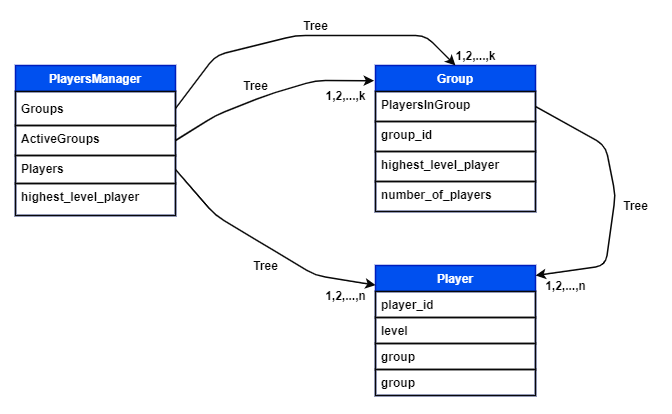 Tree
1,2,...,k
PlayersManager
Groups
ActiveGroups
Players
highest_level_player
Tree
1,2,...,k
Group
PlayersInGroup
group_id
highest_level_player
number_of_players
Tree
Tree
1,2,...,n
1,2,...,n
Player
player_id
level
group
group